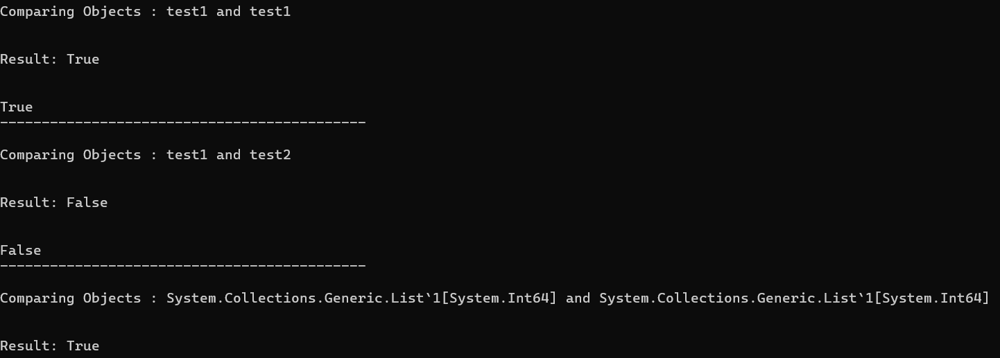 Comparing Objects : test1 and test1
Result: True
True
--------------------------------------------
Comparing Objects : test1 and test2
Result: False
False
--------------------------------------------
Comparing Objects : System.Collections.Generic.List`1[System.Int64] and System.Collections.Generic.List`1[System.Int64]
Result: True